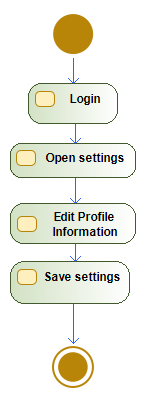 Login
Open settings
Edit Profile
Information
Save settings